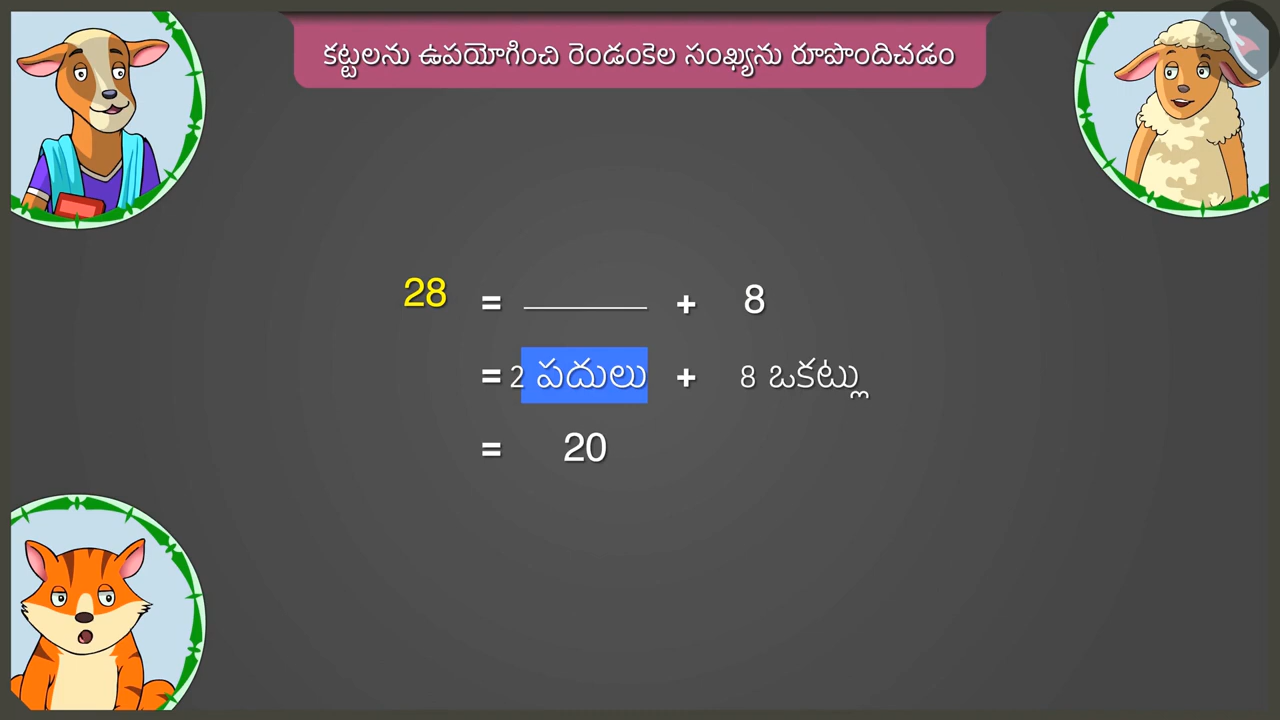 కట్టలను ఉపయోగించి రెండంకెల సంఖ్యను రూపొందిచడం
28 = ______ + 8
= 2 పదులు + 8 ఒకట్లు
= 20